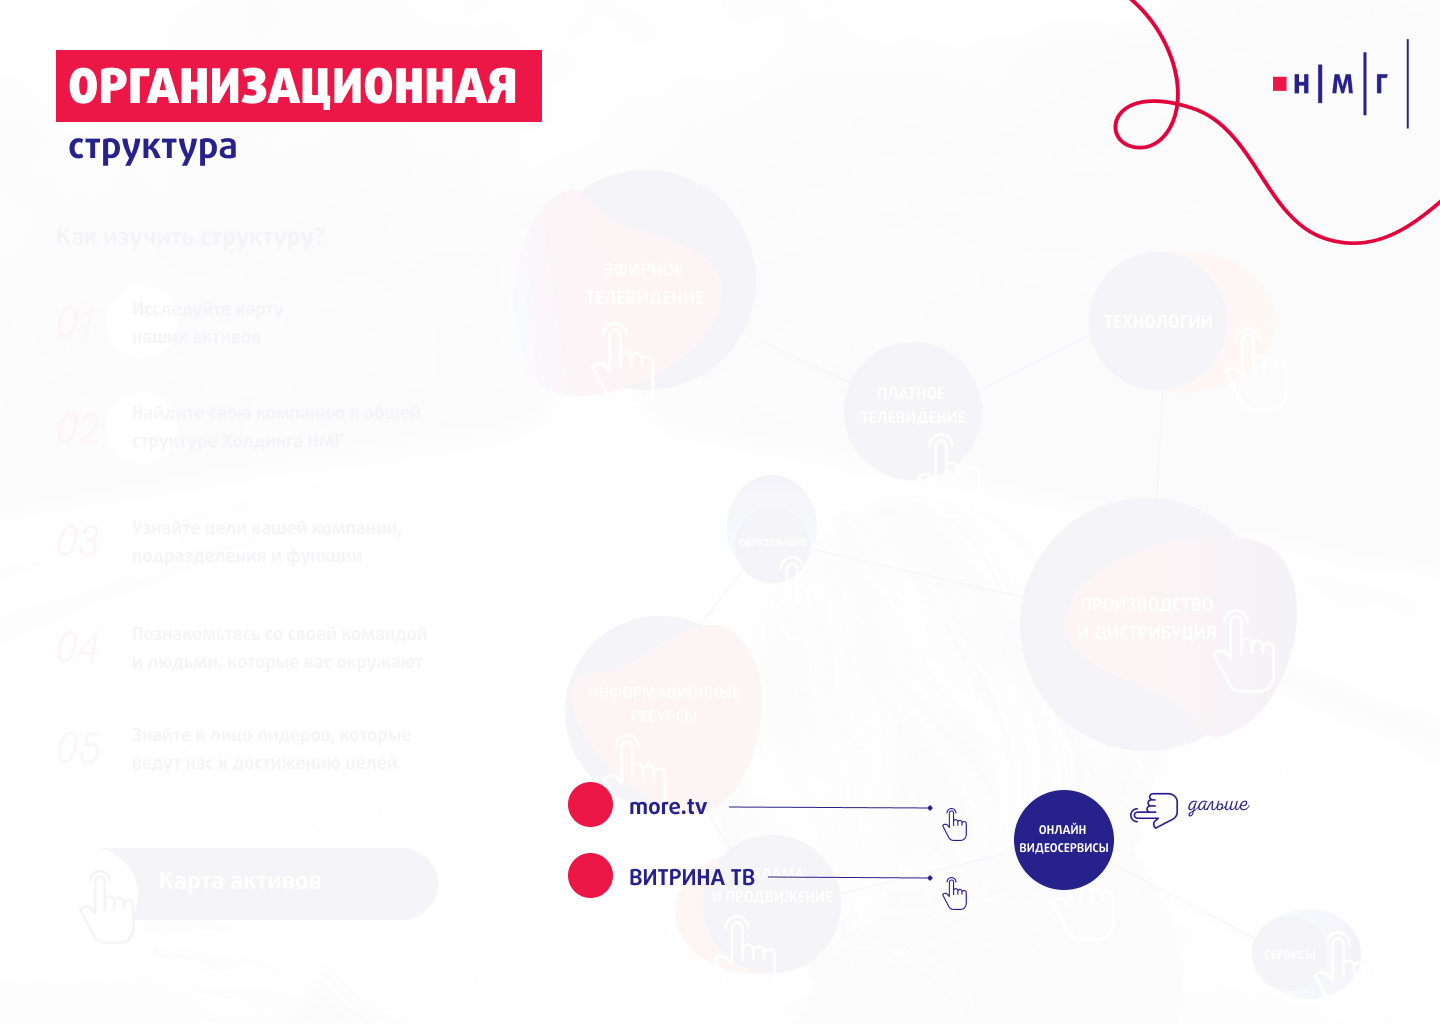 ОРГАНИЗАЦИОННАЯ
структура
Н М Г
Как изучить структуру?
01 Исследуйте карту
наших активов
02 Найдите свою компанию в общей
структуре Холдинга НМГ
03 Узнайте цели вашей компании,
подразделения и функции
04 Познакомьтесь со своей командой
и людьми, которые вас окружают
05 Знайте в лицо лидеров, которые
ведут нас к достижению целей
Карта активов
ЭФИРНОЕ
ТЕЛЕВИДЕНИЕ
ТЕХНОЛОГИИ
ПЛАТНОЕ
ТЕЛЕВИДЕНИЕ
ОБРАЗОВАНИЕ
ПРОИЗВОДСТВО
И ДИСТРИБУЦИЯ
ИНФОРМАЦИОННЫЕ
РЕСУРСЫ
more.tv
ВИТРИНА ТВ
ОНЛАЙН
ВИДЕОСЕРВИСЫ
дальше
И ПРОДВИЖЕНИЕ
СЕРВИСЫ